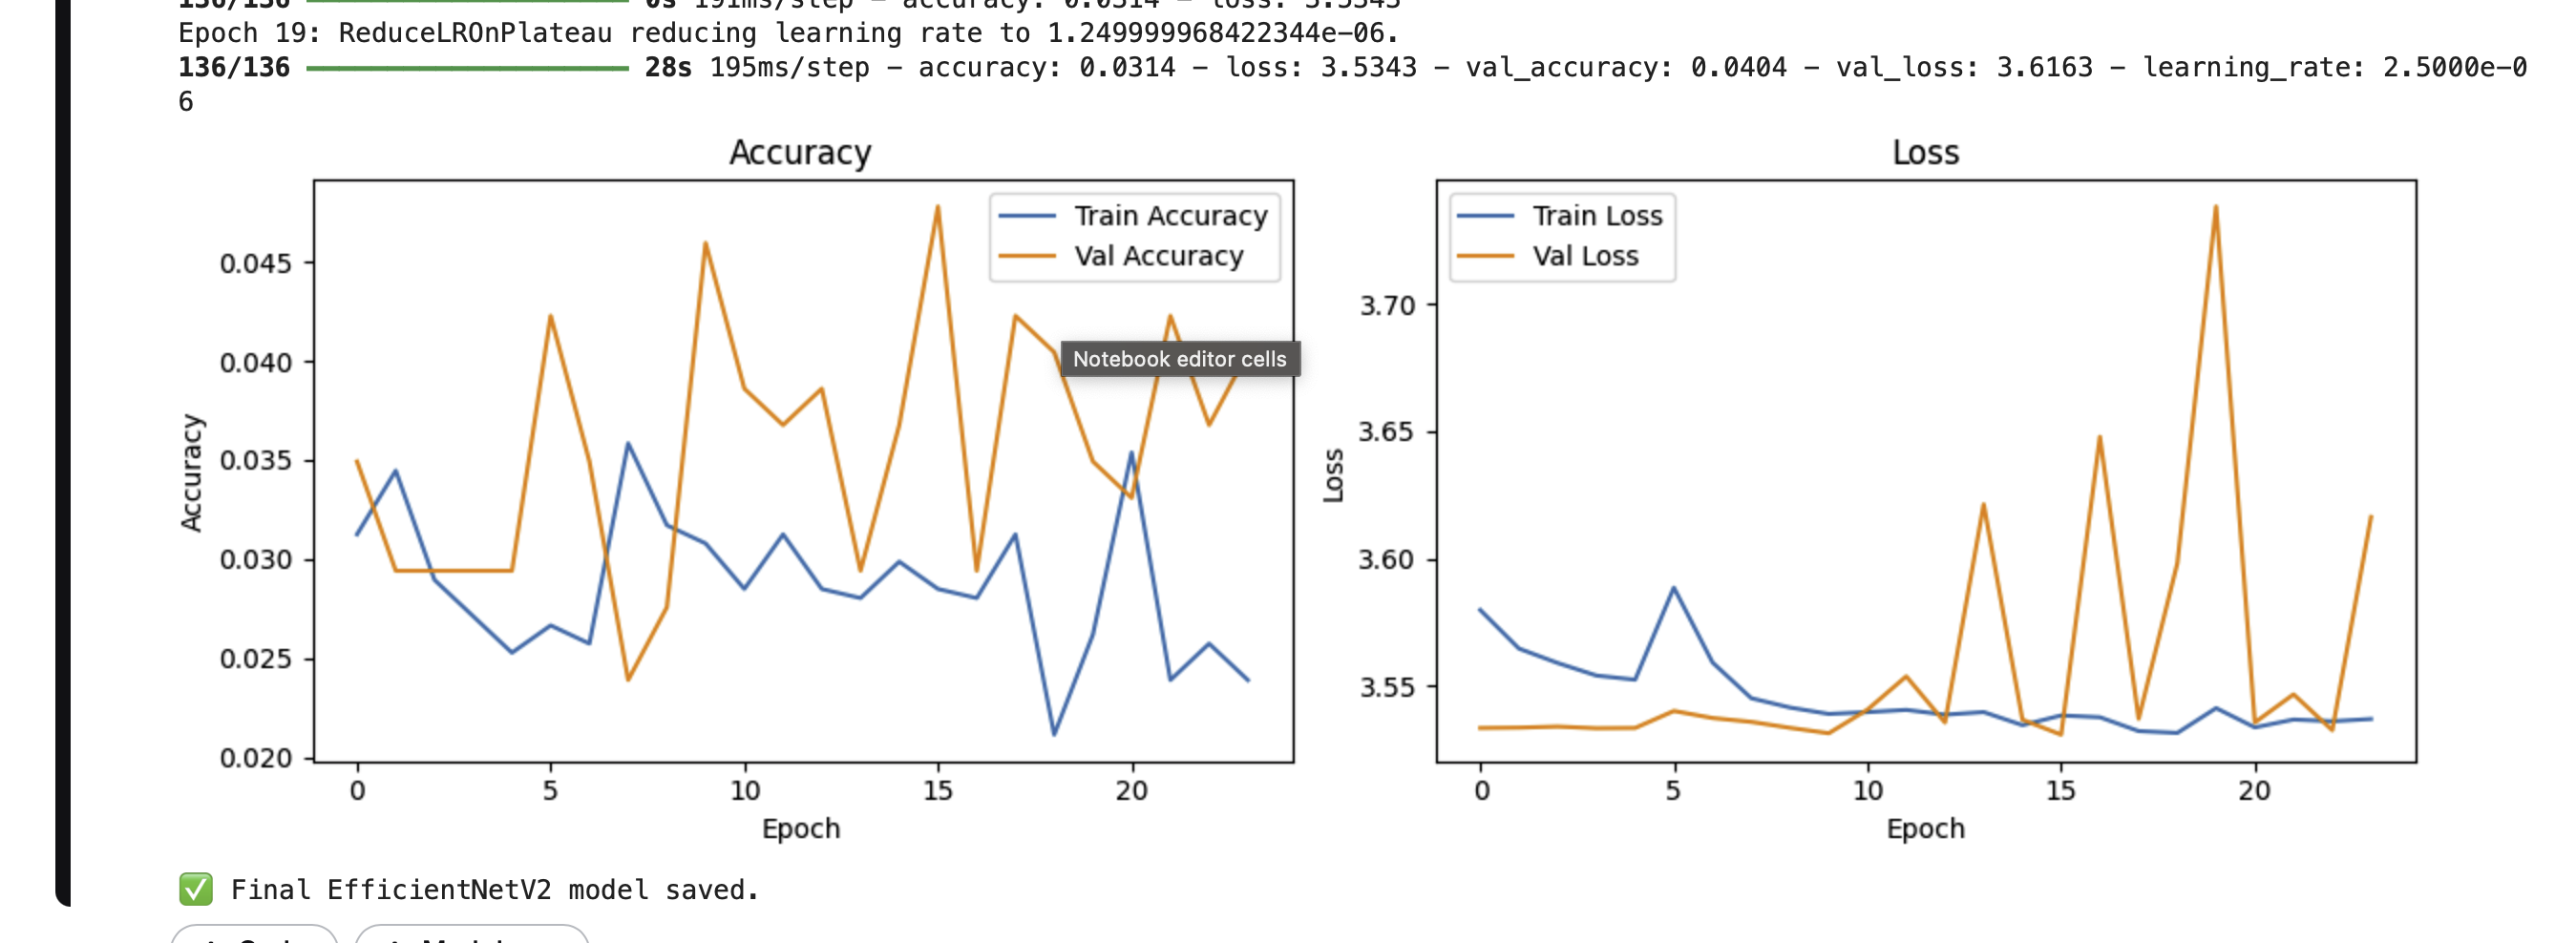 136/136 ━━━━━━━━━━━━━━━━━━━━ 0s 191ms/step – accuracy: 0.0314 – loss: 3.5343
Epoch 19: ReduceLROnPlateau reducing learning rate to 1.249999968422344e-06.
136/136 ━━━━━━━━━━━━━━━━━━━━ 28s 195ms/step – accuracy: 0.0314 – loss: 3.5343 – val_accuracy: 0.0404 – val_loss: 3.6163 – learning_rate: 2.5000e-0
6
Accuracy
Train Accuracy
Val Accuracy
0.045
0.040
0.035
0.030
0.025
0.020
Accuracy
0
5
10
15
20
Epoch
Notebook editor cells
Loss
Train Loss
Val Loss
3.70
3.65
3.60
3.55
Loss
0
5
10
15
20
Epoch
✅ Final EfficientNetV2 model saved.